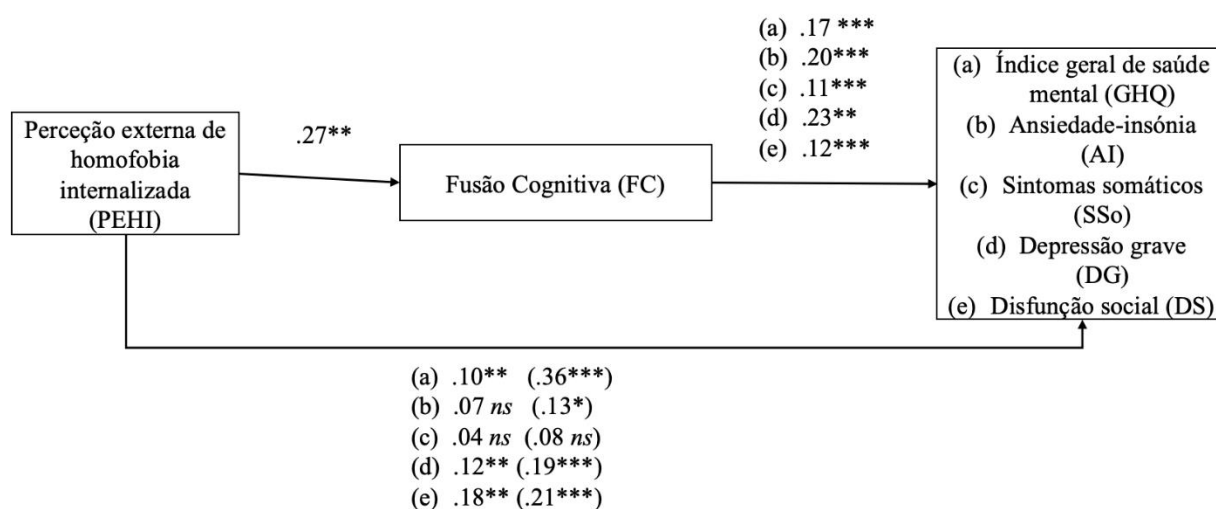 Perceção externa de
homofobia
internalizada
(PEHI)
.27**
Fusão Cognitiva (FC)
(a) .17 ***
(b) .20***
(c) .11***
(d) .23**
(e) .12***
(a) Índice geral de saúde
mental (GHQ)
(b) Ansiedade-insónia
(AI)
(c) Sintomas somáticos
(SSo)
(d) Depressão grave
(DG)
(e) Disfunção social (DS)
(a) .10** (.36***)
(b) .07 ns (.13*)
(c) .04 ns (.08 ns)
(d) .12** (.19***)
(e) .18** (.21***)